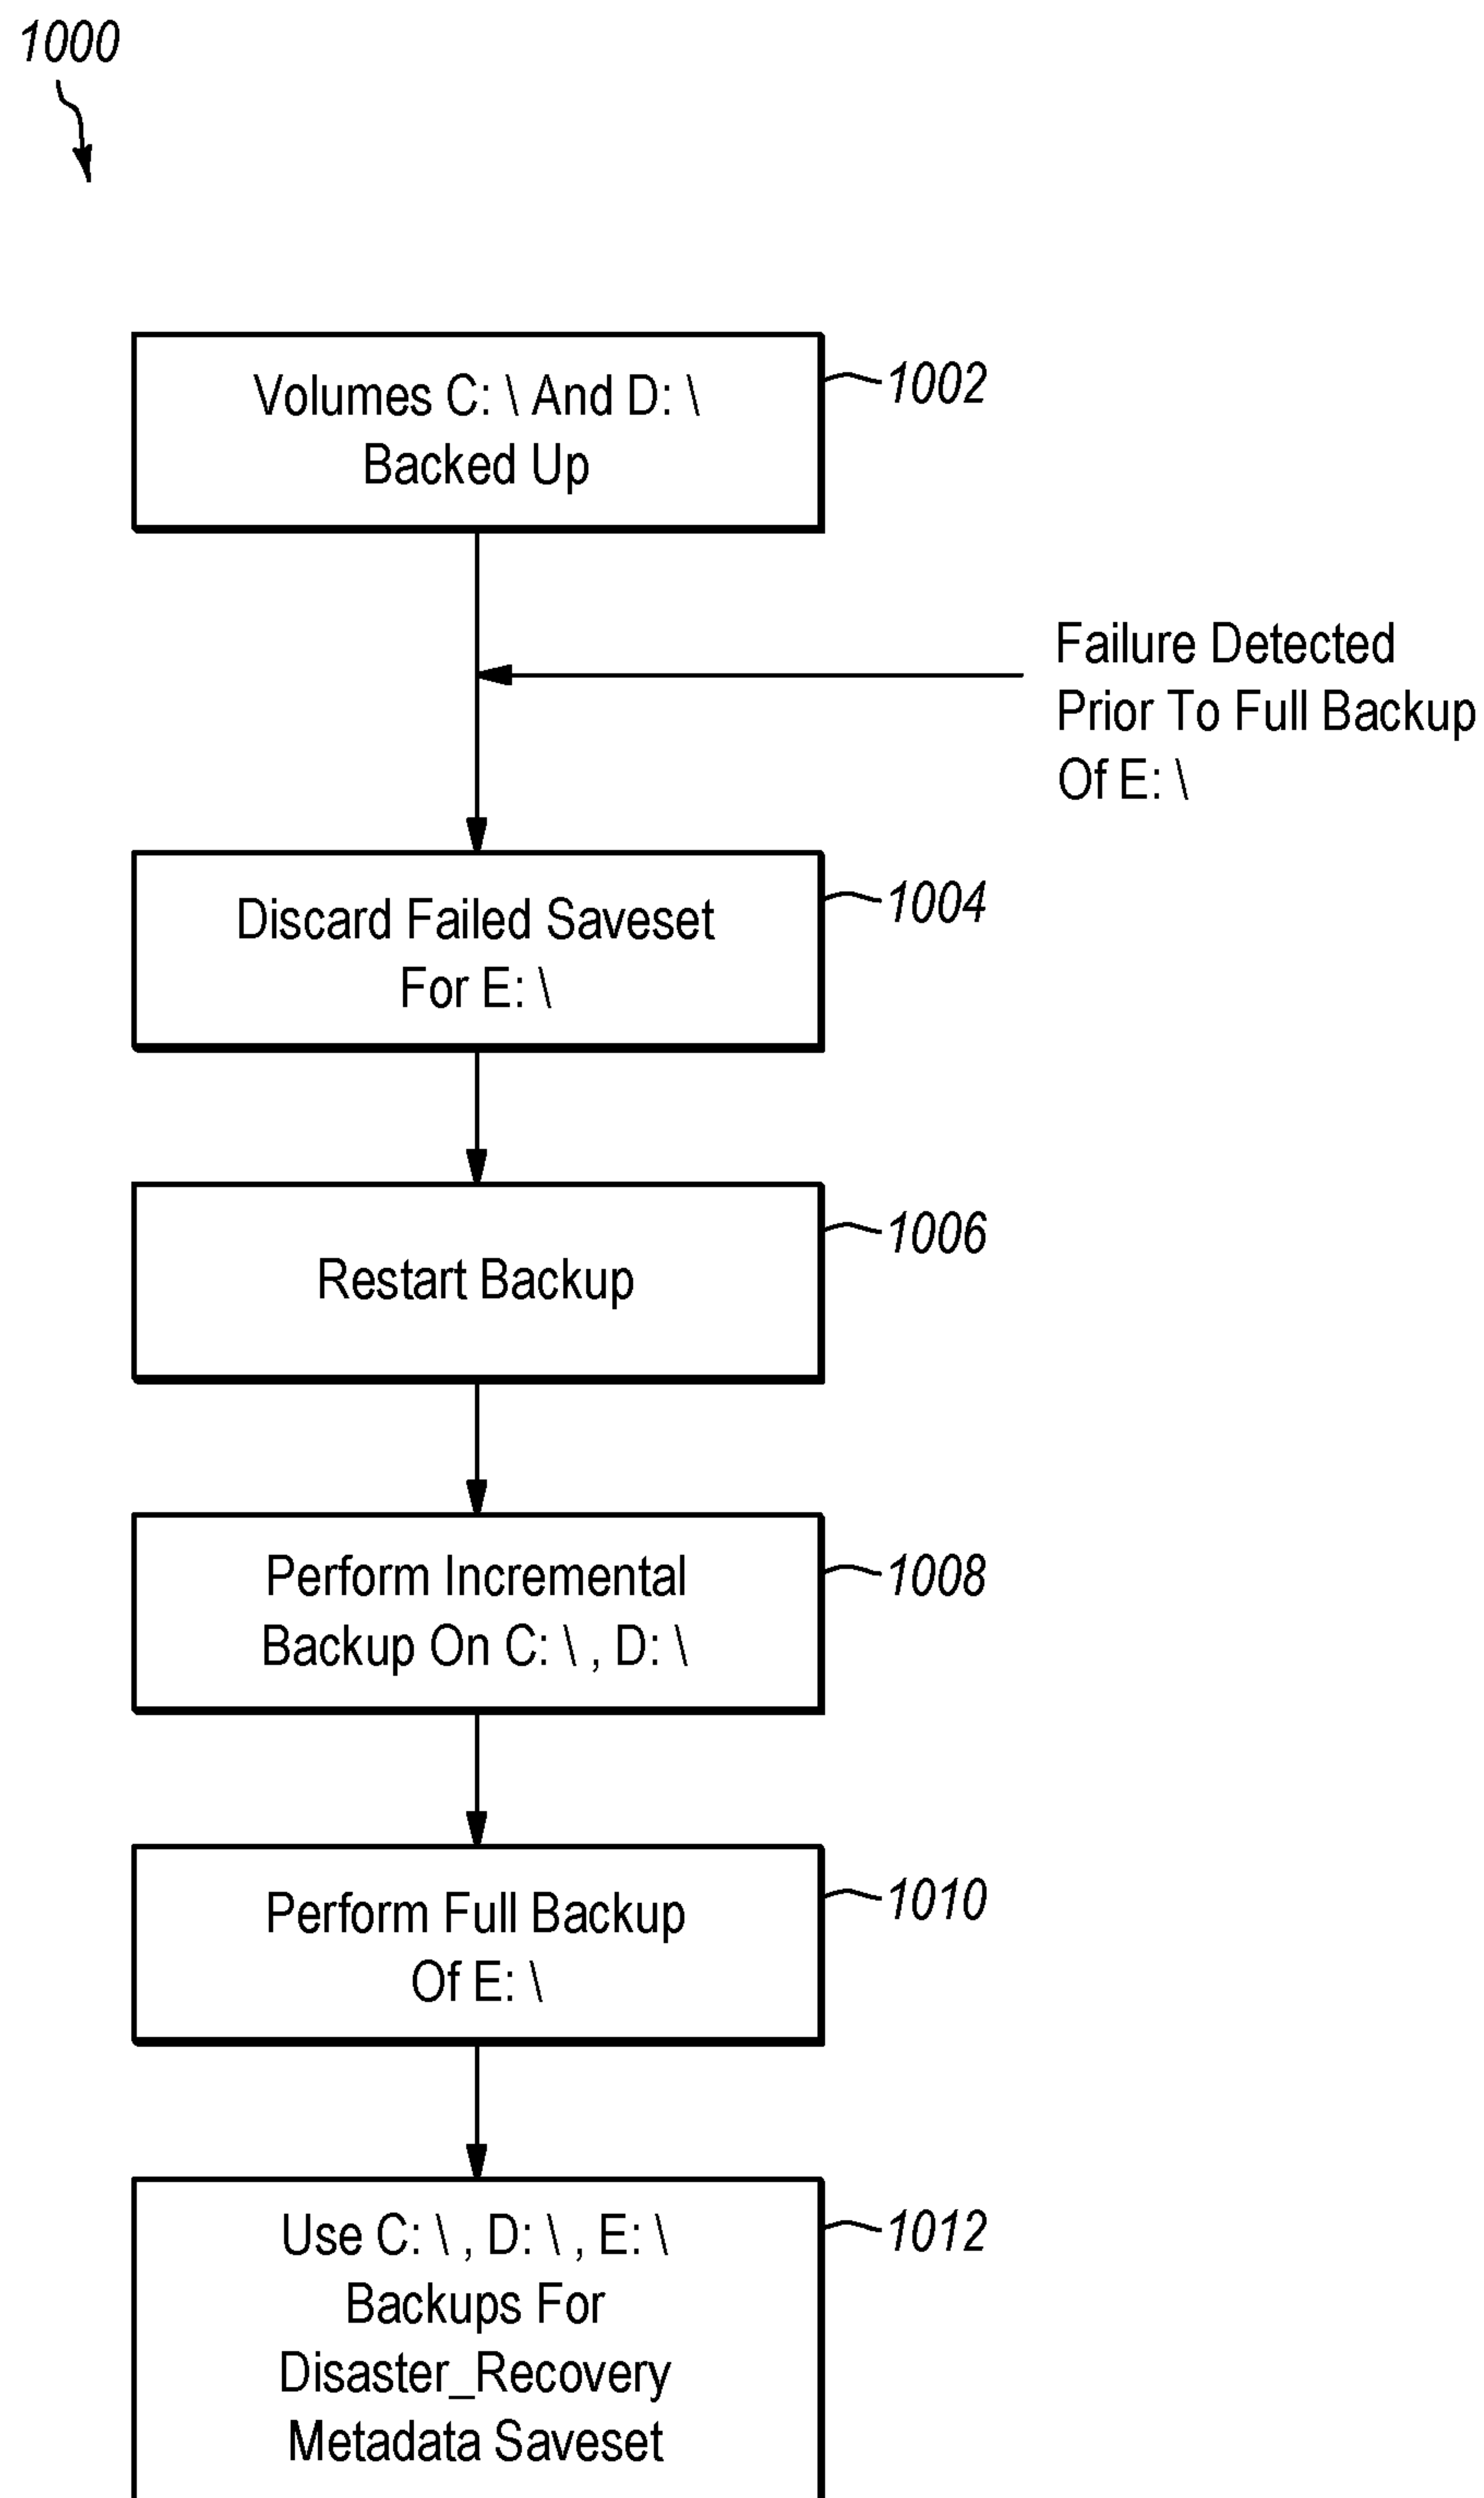 1000
Volumes C: \ And D: \
Backed Up
1002
Failure Detected
Prior To Full Backup
Of E: \
Discard Failed Saveset
For E: \
1004
Restart Backup
1006
Perform Incremental
Backup On C: \ , D: \
1008
Perform Full Backup
Of E: \
1010
Use C: \ , D: \ , E: \
Backups For
Disaster_Recovery
Metadata Saveset
1012